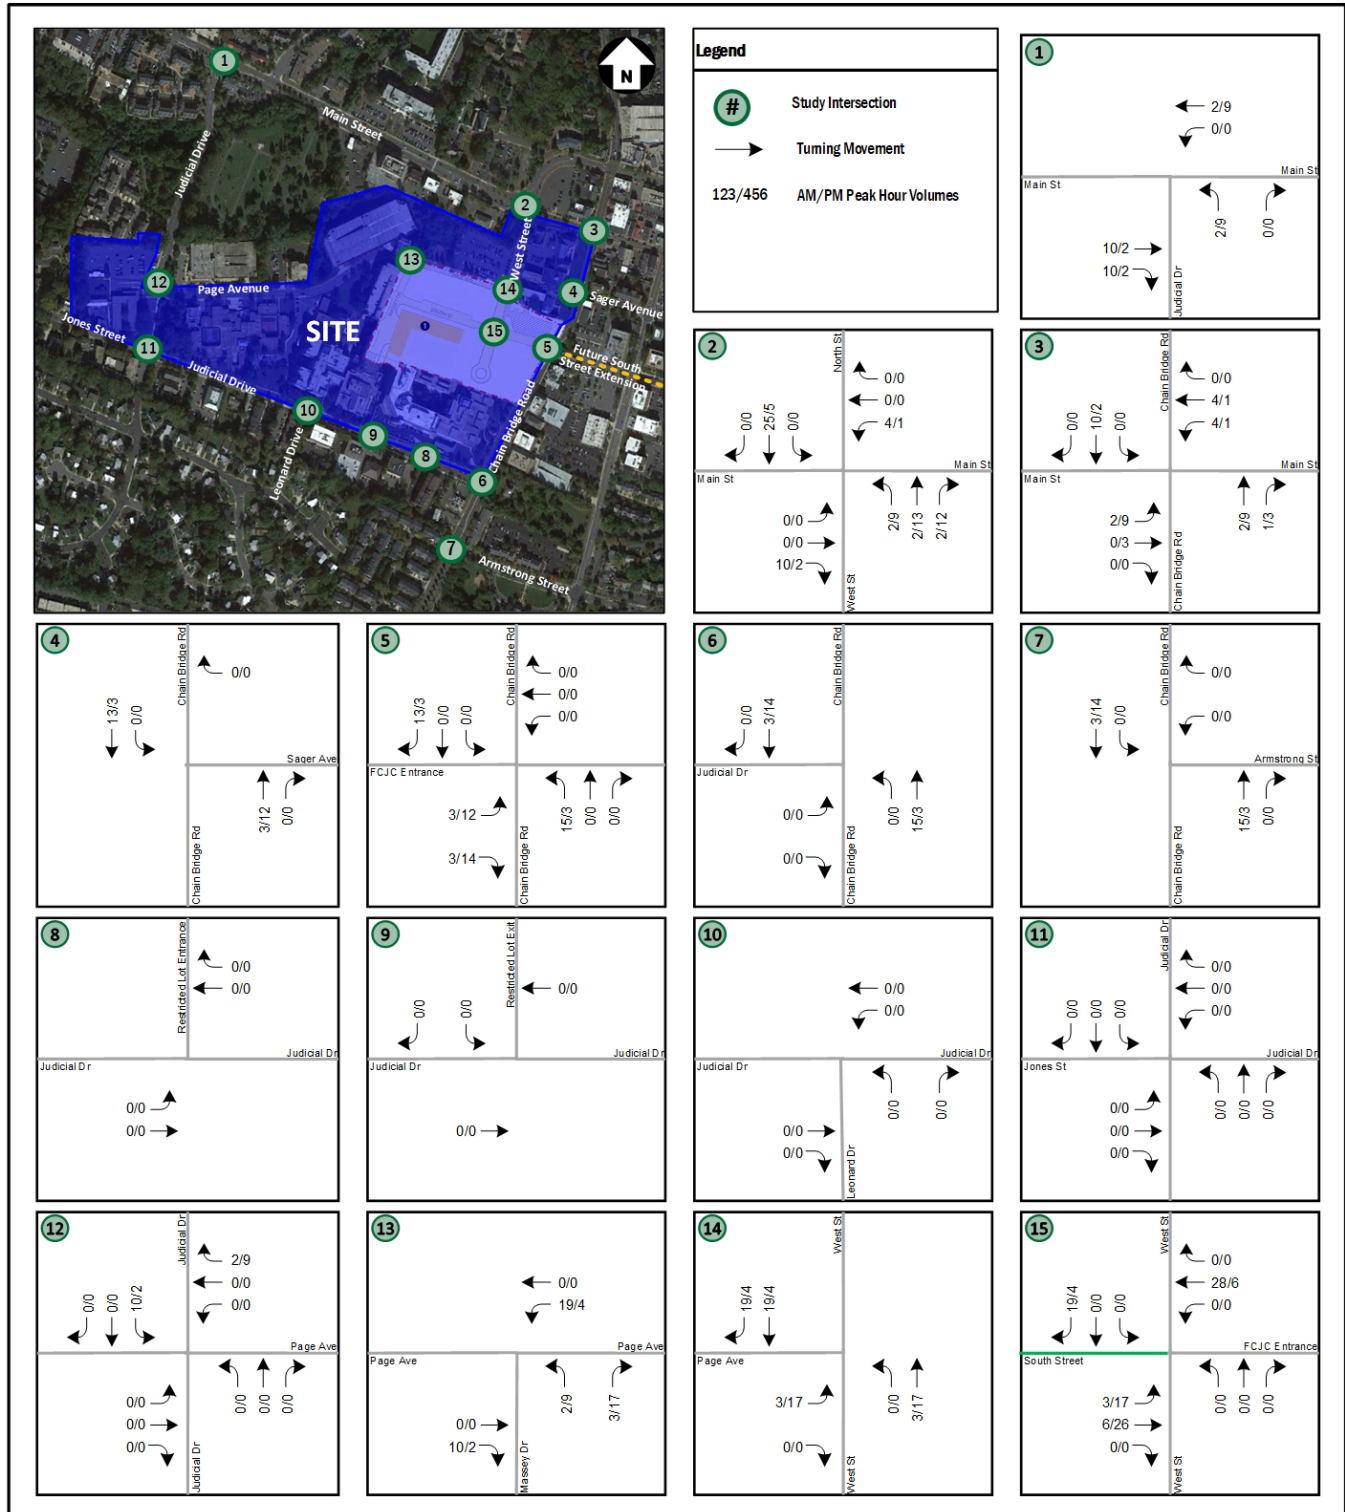 1
N
Main Street
Judicial Drive
2
3
West Street
13
12
14
4
Page Avenue
Sager Avenue
SITE
1
15
5
Jones Street
11
Future South
Street Extension
Judicial Drive
10
Leonard Drive
9
8
Chain Bridge Road
6
7
Armstrong Street
Legend
# Study Intersection
Turning Movement
123/456 AM/PM Peak Hour Volumes
1
2/9
0/0
Main St
Main St
10/2
10/2
2/9
0/0
Judicial Dr
2
North St
0/0
25/5
0/0
0/0
0/0
4/1
Main St
Main St
0/0
0/0
10/2
2/9
2/13
2/12
West St
3
Chain Bridge Rd
0/0
10/2
0/0
0/0
4/1
4/1
Main St
Main St
2/9
0/3
0/0
2/9
1/3
Chain Bridge Rd
4
Chain Bridge Rd
13/3
0/0
0/0
Sager Ave
3/12
0/0
Chain Bridge Rd
5
Chain Bridge Rd
13/3
0/0
0/0
0/0
0/0
0/0
FCJC Entrance
3/12
3/14
15/3
0/0
0/0
Chain Bridge Rd
6
Chain Bridge Rd
0/0
3/14
Judicial Dr
0/0
0/0
0/0
15/3
Chain Bridge Rd
7
Chain Bridge Rd
3/14
0/0
0/0
0/0
Armstrong St
15/3
0/0
Chain Bridge Rd
8
Restricted Lot Entrance
0/0
0/0
Judicial Dr
Judicial Dr
0/0
0/0
9
Restricted Lot Exit
0/0
0/0
0/0
Judicial Dr
Judicial Dr
0/0
10
0/0
0/0
Judicial Dr
Judicial Dr
0/0
0/0
0/0
0/0
Leonard Dr
11
Judicial Dr
0/0
0/0
0/0
0/0
0/0
0/0
Judicial Dr
Jones St
0/0
0/0
0/0
0/0
0/0
0/0
12
Judicial Dr
0/0
0/0
10/2
2/9
0/0
0/0
Page Ave
0/0
0/0
0/0
0/0
0/0
0/0
Judicial Dr
13
0/0
19/4
Page Ave
Page Ave
0/0
10/2
2/9
3/17
Massey Dr
14
West St
19/4
19/4
Page Ave
3/17
0/0
0/0
3/17
West St
15
West St
19/4
0/0
0/0
0/0
28/6
0/0
FCJC Entrance
South Street
3/17
6/26
0/0
0/0
0/0
0/0
West St